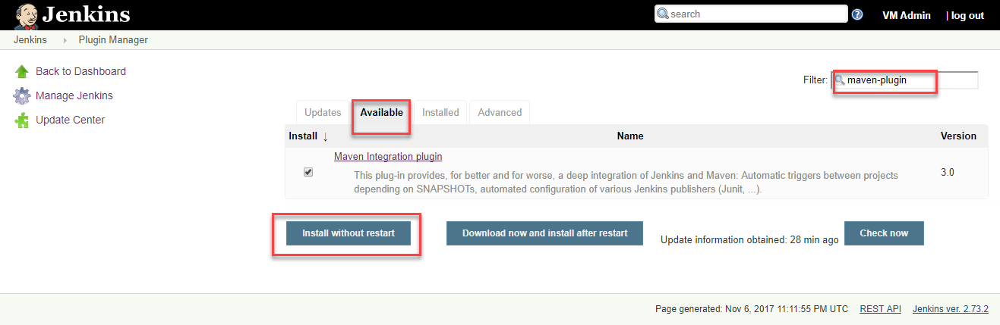 Jenkins
search
VM Admin | log out
Jenkins Plugin Manager
Back to Dashboard
Manage Jenkins
Update Center
Filter: maven-plugin
Updates Available Installed Advanced
Install ↓ Name Version
Maven Integration plugin
This plug-in provides, for better and for worse, a deep integration of Jenkins and Maven: Automatic triggers between projects
depending on SNAPSHOTs, automated configuration of various Jenkins publishers (Junit, ...).
3.0
Install without restart Download now and install after restart Update information obtained: 28 min ago Check now
Page generated: Nov 6, 2017 11:11:55 PM UTC REST API Jenkins ver. 2.73.2